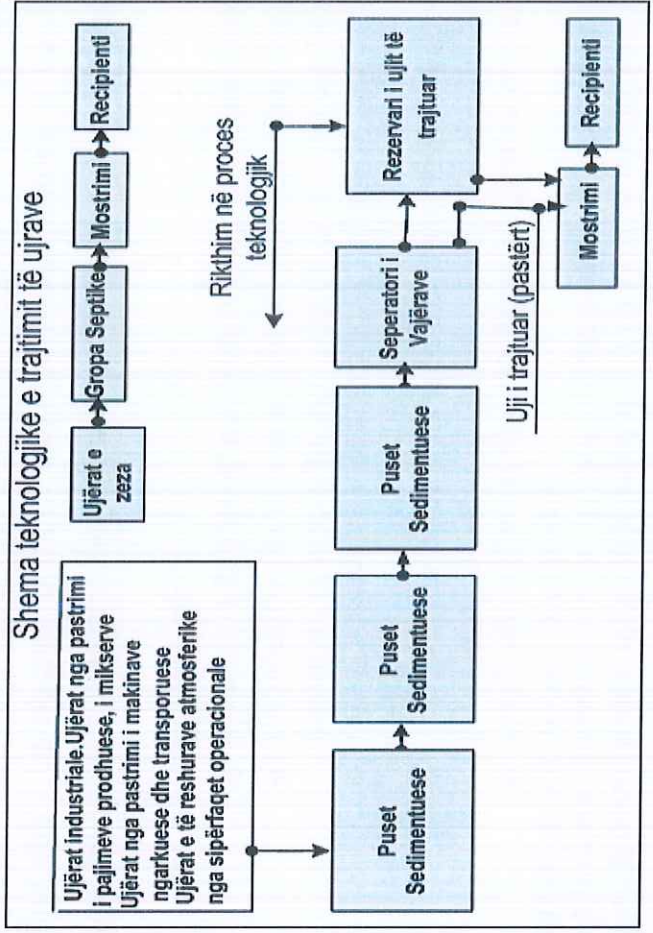 Shema teknologjike e trajtimit të ujrave
Ujërat e
zeza
Gropa Septike
Mostrimi
Recipienti
Ujërat industriale.Ujërat nga pastrimi
i pajimeve prodhuese, i mikserve
Ujërat nga pastrimi i makinave
ngarkuese dhe transporuese
Ujërat e të reshurave atmosferike
nga sipërfaqet operacionale
Rikthim në proces
teknologjik
Puset
Sedimentuese
Puset
Sedimentuese
Puset
Sedimentuese
Seperatori i
Vajërave
Rezervari i ujit të
trajtuar
Uji i trajtuar (pastërt)
Mostrimi
Recipienti